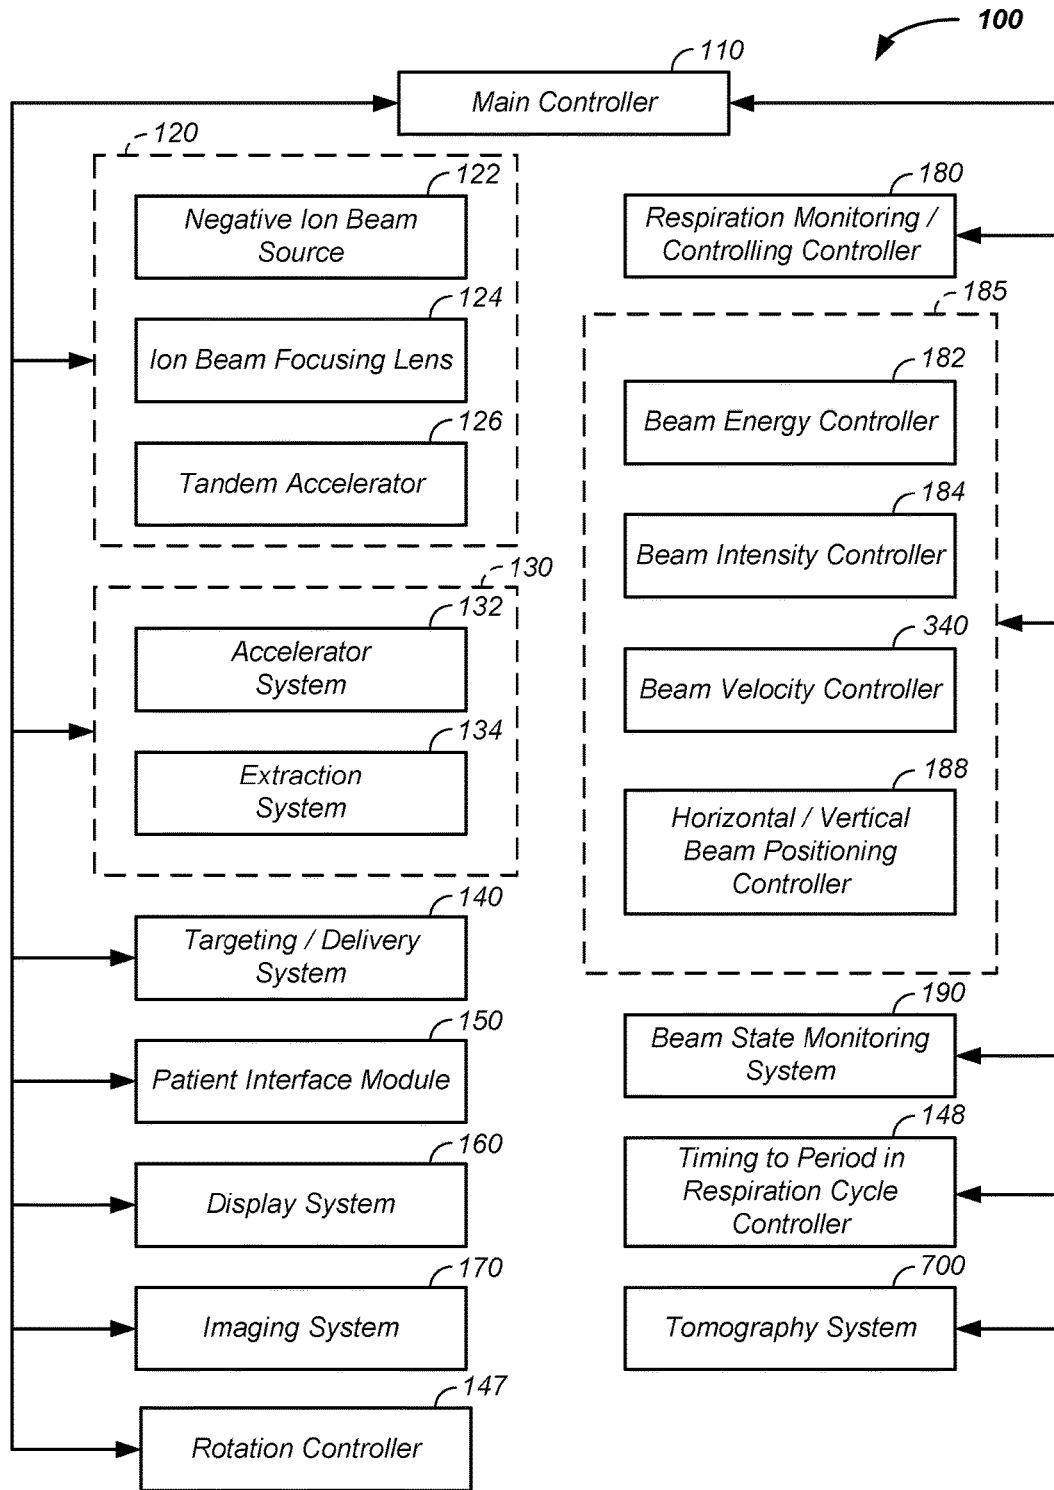 100
110
Main Controller
120
122
Negative Ion Beam
Source
124
Ion Beam Focusing Lens
126
Tandem Accelerator
130
132
Accelerator
System
134
Extraction
System
140
Targeting / Delivery
System
150
Patient Interface Module
160
Display System
170
Imaging System
147
Rotation Controller
180
Respiration Monitoring /
Controlling Controller
185
182
Beam Energy Controller
184
Beam Intensity Controller
340
Beam Velocity Controller
188
Horizontal / Vertical
Beam Positioning
Controller
190
Beam State Monitoring
System
148
Timing to Period in
Respiration Cycle
Controller
700
Tomography System